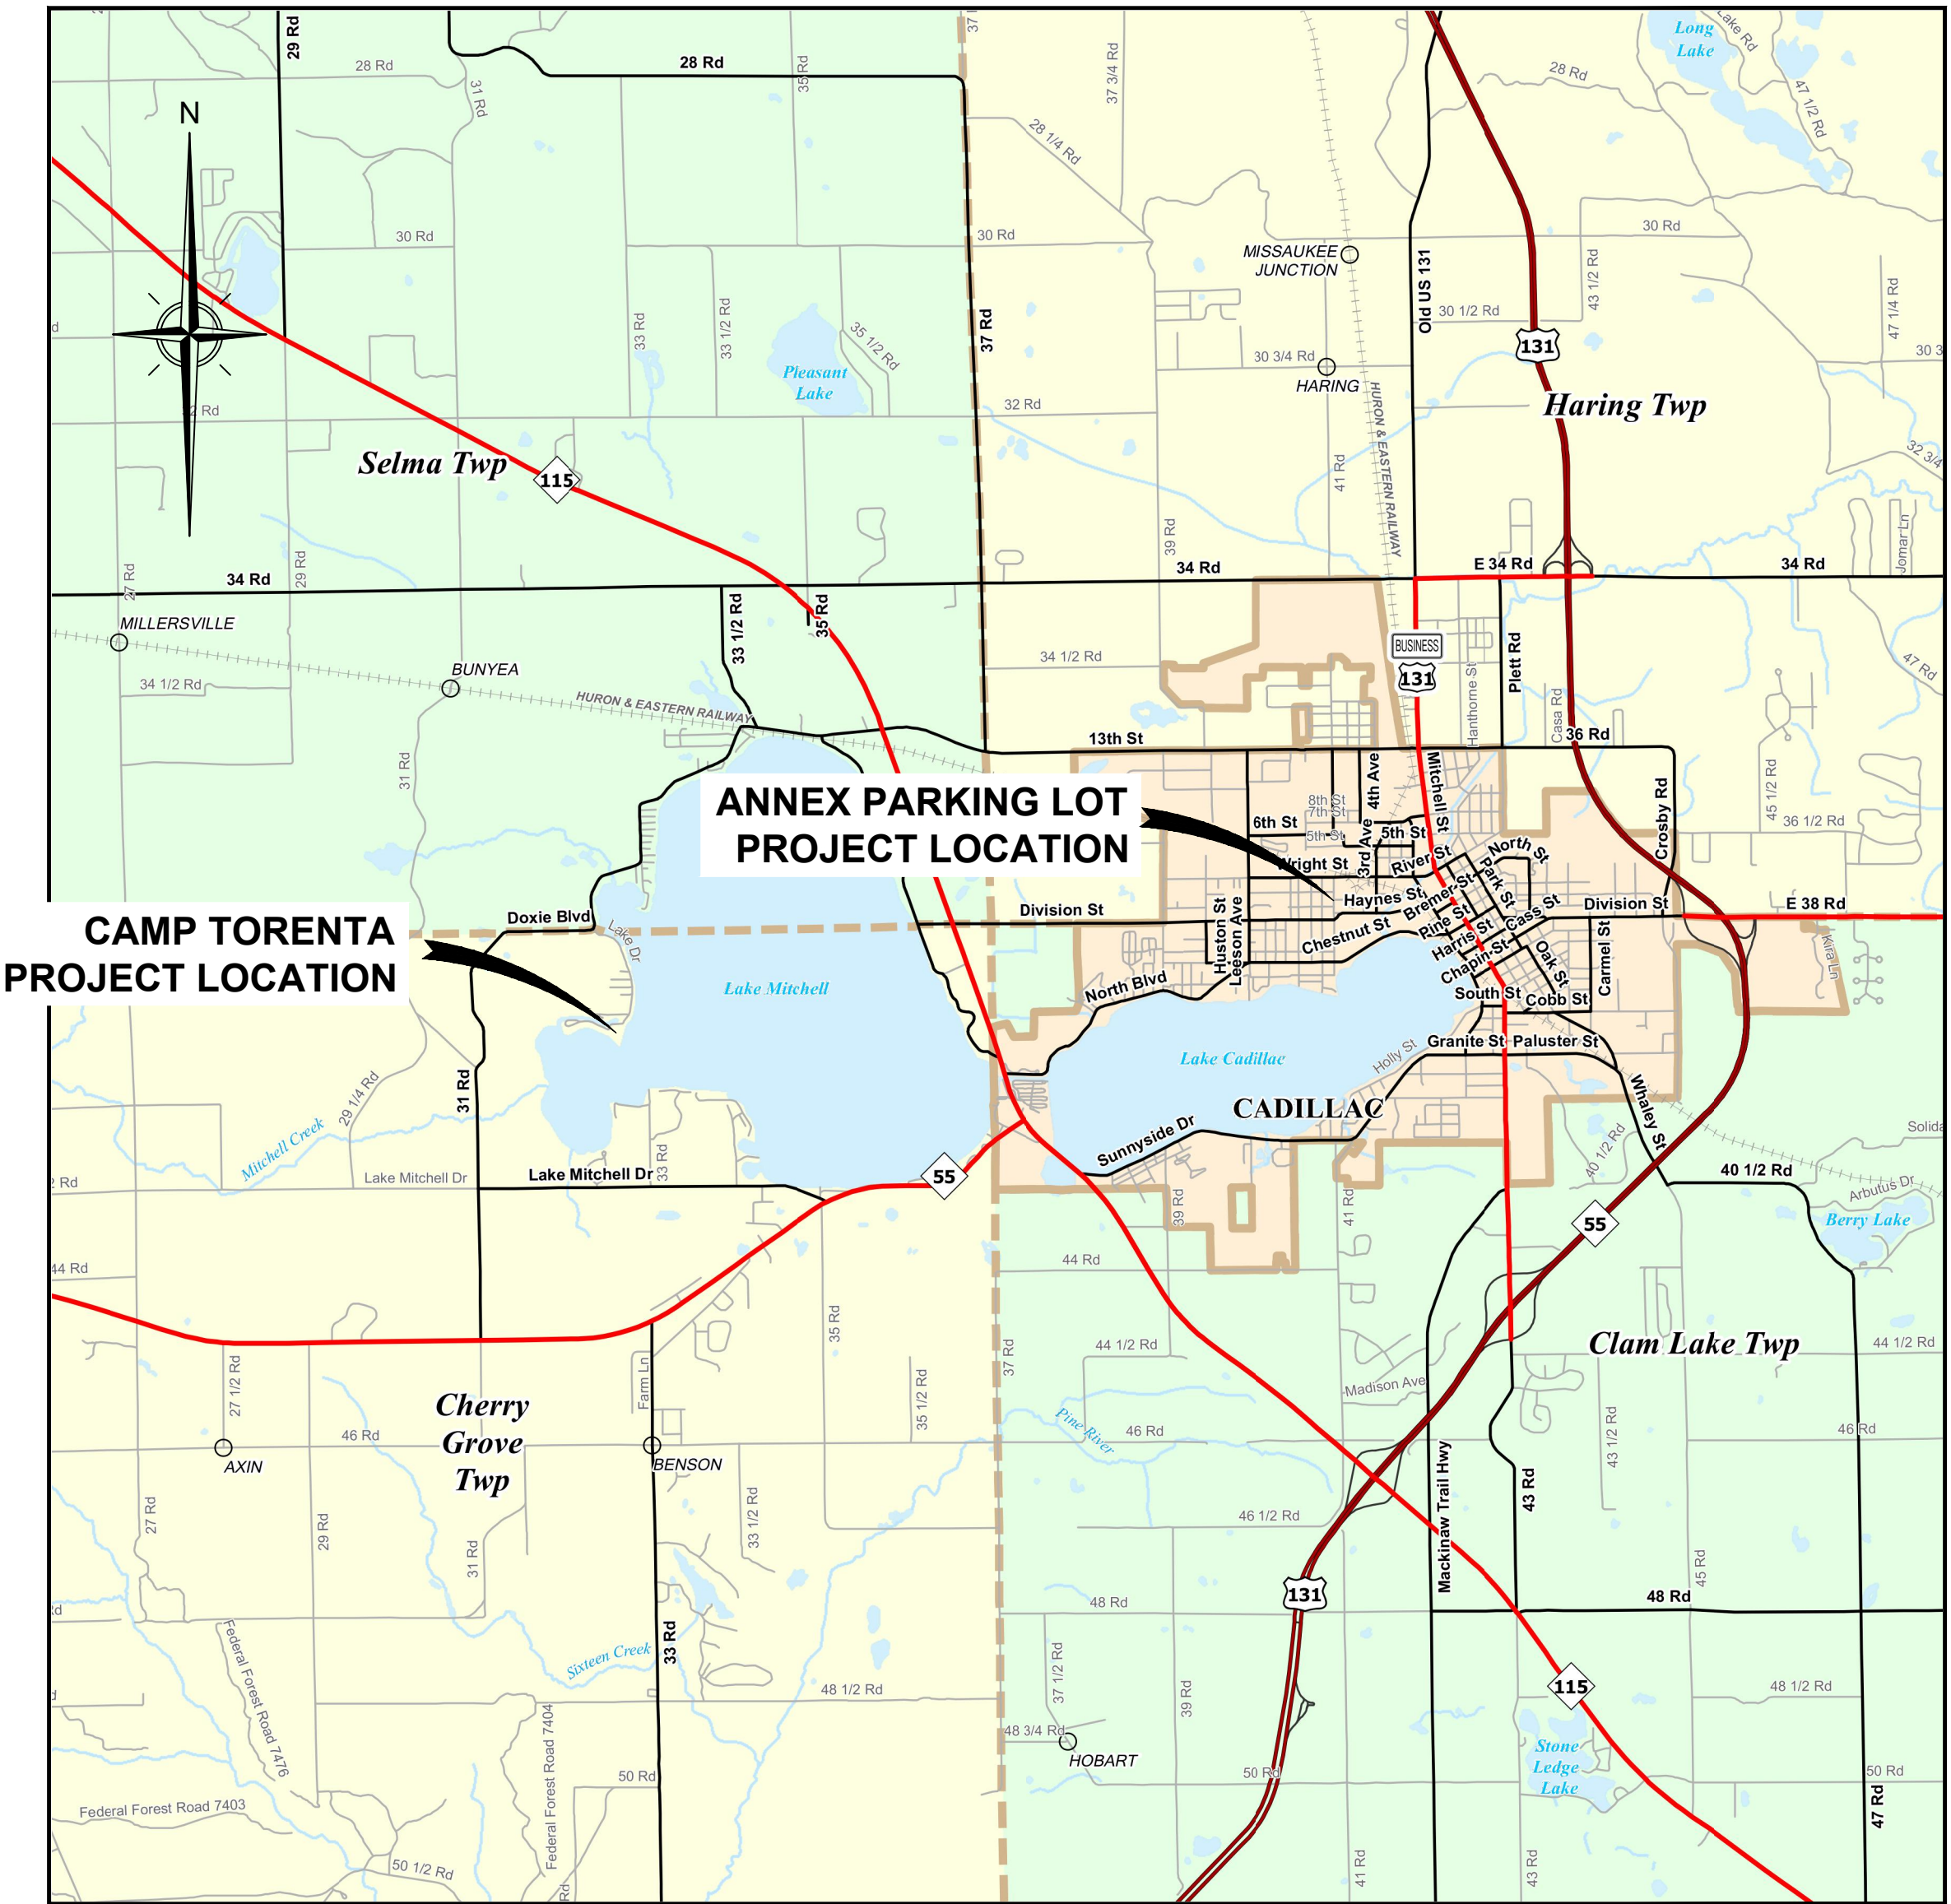 29 Rd
28 Rd
28 Rd
31 Rd
35 Rd
37 3/4 Rd
28 1/4 Rd
28 Rd
Long
Lake
Lake Rd
47 1/2 Rd
N
30 Rd
30 Rd
30 Rd
MISSAUKEE
JUNCTION
Old US 131
43 1/2 Rd
47 1/4 Rd
30 1/2 Rd
131
33 Rd
33 1/2 Rd
35 1/2 Rd
37 Rd
Pleasant
Lake
30 3/4 Rd
HARING
HURON & EASTERN RAILWAY
Haring Twp
32 Rd
32 3/4
Selma Twp
115
41 Rd
39 Rd
Jomar Ln
27 Rd
29 Rd
34 Rd
34 Rd
E 34 Rd
34 Rd
MILLERSVILLE
33 1/2 Rd
35 Rd
BUSINESS
131
Hanthorne St
Plett Rd
34 1/2 Rd
47 Rd
BUNYEA
34 1/2 Rd
HURON & EASTERN RAILWAY
Casa Rd
31 Rd
13th St
36 Rd
4th Ave
Mitchell St
Crosby Rd
45 1/2 Rd
ANNEX PARKING LOT
PROJECT LOCATION
8th St
7th St
6th St
5th St
5th St
36 1/2 Rd
3rd Ave
River St
North St
Wright St
Park St
Haynes St
Bremer St
Cass St
Division St
Division St
E 38 Rd
Doxie Blvd
Lake Dr
CAMP TORENTA
PROJECT LOCATION
Huston St
Leeson Ave
Chestnut St
Pine St
Harris St
Chapin St
Oak St
Carmel St
Lake Mitchell
North Blvd
South St
Cobb St
Granite St
Paluster St
Lake Cadillac
Holly St
31 Rd
29 1/4 Rd
Mitchell Creek
CADILLAC
Whaley St
Sunnyside Dr
40 1/2 Rd
40 1/2 Rd
Lake Mitchell Dr
Lake Mitchell Dr
33 Rd
55
39 Rd
41 Rd
Arbutus Dr
Berry Lake
55
44 Rd
44 Rd
35 Rd
37 Rd
44 1/2 Rd
Clam Lake Twp
44 1/2 Rd
27 1/2 Rd
Farm Ln
35 1/2 Rd
Madison Ave
Cherry
Grove
Twp
Pine River
46 Rd
46 Rd
46 Rd
43 1/2 Rd
AXIN
BENSON
Mackinaw Trail Hwy
43 Rd
27 Rd
29 Rd
31 Rd
33 1/2 Rd
46 1/2 Rd
45 Rd
131
48 Rd
48 Rd
33 Rd
Sixteen Creek
Federal Forest Road 7476
37 1/2 Rd
39 Rd
48 1/2 Rd
115
48 1/2 Rd
Federal Forest Road 7404
48 3/4 Rd
HOBART
Stone
Ledge
Lake
50 Rd
50 Rd
50 Rd
Federal Forest Road 7403
47 Rd
50 1/2 Rd
41 Rd
43 Rd